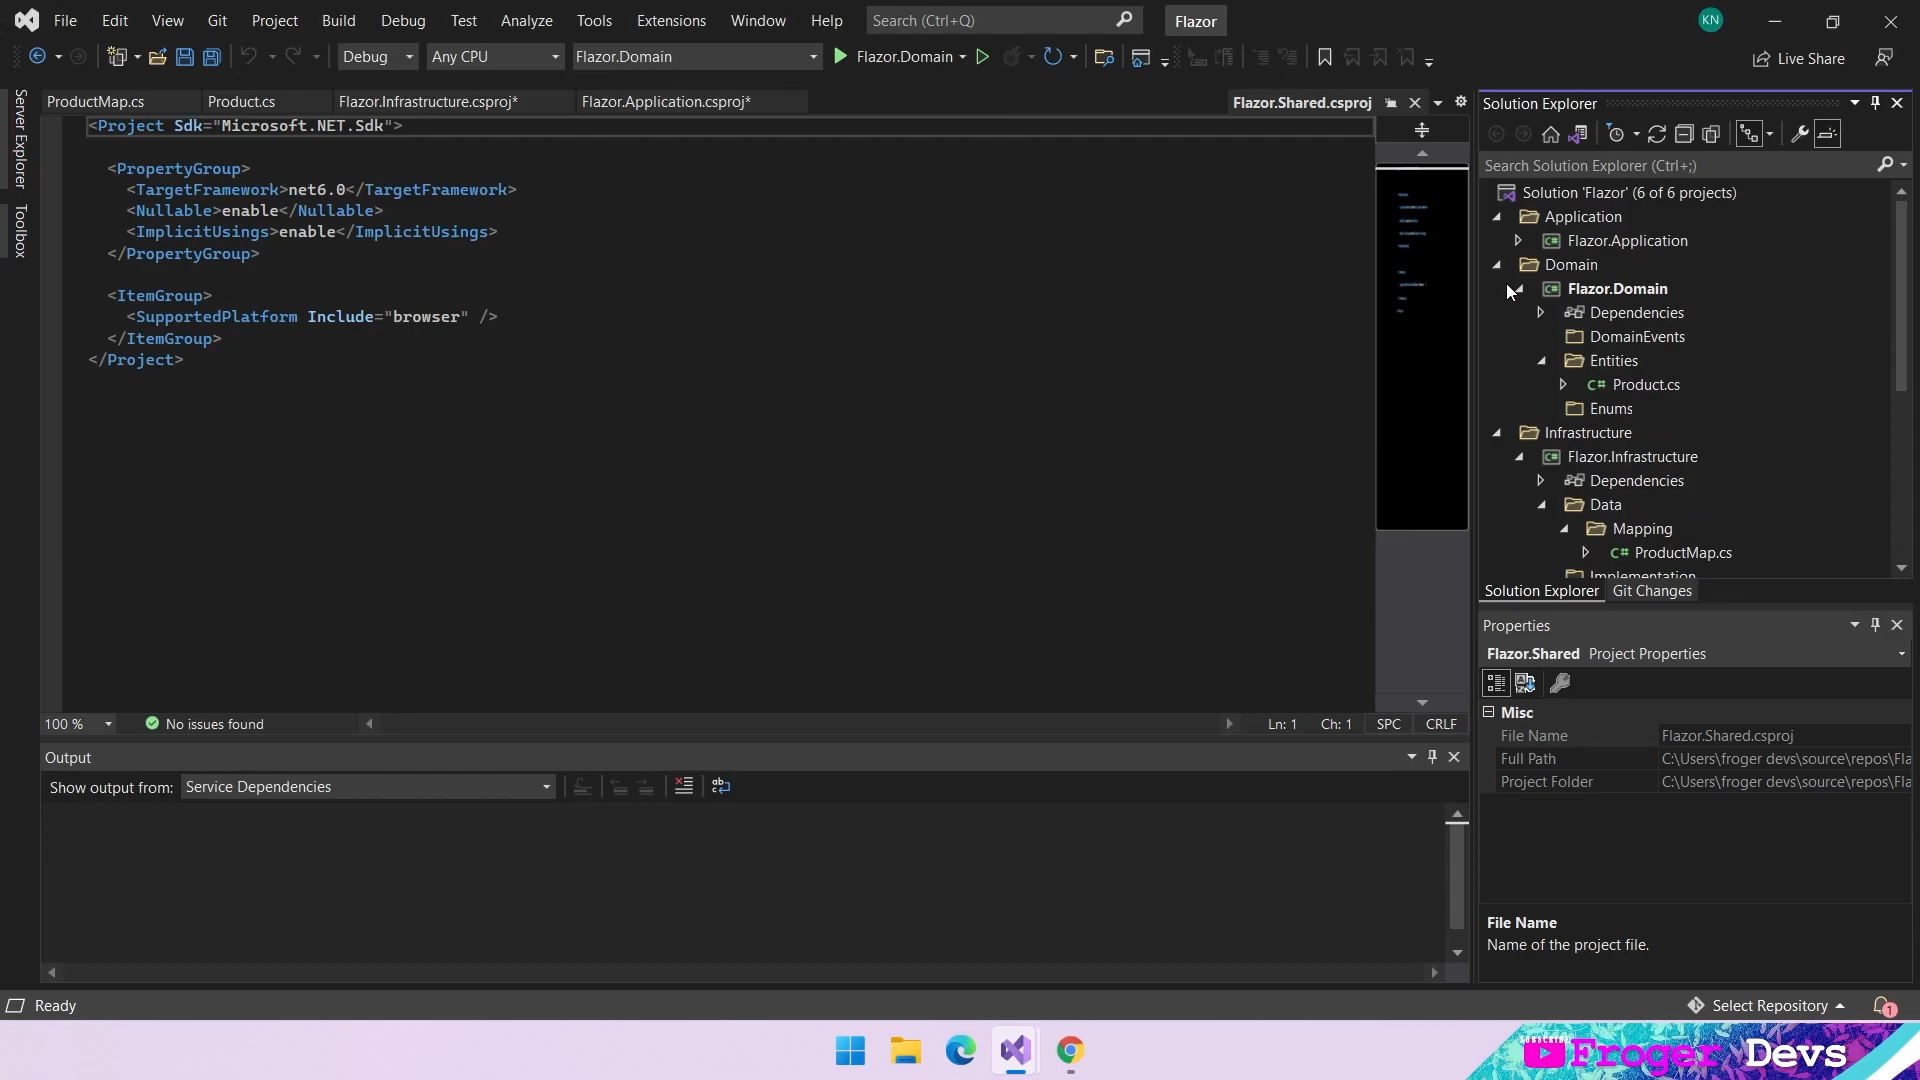 File Edit View Git Project Build Debug Test Analyze Tools Extensions Window Help Search (Ctrl+Q) Flazor KN
Debug Any CPU Flazor.Domain Flazor.Domain Live Share
Server Explorer
Toolbox
ProductMap.cs Product.cs Flazor.Infrastructure.csproj* Flazor.Application.csproj* Flazor.Shared.csproj
<Project Sdk="Microsoft.NET.Sdk">
<PropertyGroup>
<TargetFramework>net6.0</TargetFramework>
<Nullable>enable</Nullable>
<ImplicitUsings>enable</ImplicitUsings>
</PropertyGroup>
<ItemGroup>
<SupportedPlatform Include="browser" />
</ItemGroup>
</Project>
100 % No issues found Ln: 1 Ch: 1 SPC CRLF
Output
Show output from: Service Dependencies
Solution Explorer
Search Solution Explorer (Ctrl+;)
Solution 'Flazor' (6 of 6 projects)
Application
C# Flazor.Application
Domain
C# Flazor.Domain
Dependencies
DomainEvents
Entities
C# Product.cs
Enums
Infrastructure
C# Flazor.Infrastructure
Dependencies
Data
Mapping
C# ProductMap.cs
Implementation
Solution Explorer Git Changes
Properties
Flazor.Shared Project Properties
Misc
File Name Flazor.Shared.csproj
Full Path C:\Users\froger devs\source\repos\Fla
Project Folder C:\Users\froger devs\source\repos\Fla
File Name
Name of the project file.
Ready Select Repository 1
SUBSCRIBE
Froger Devs